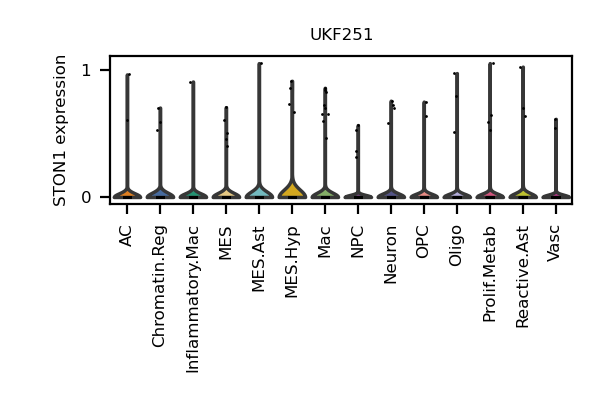 UKF251
STON1 expression
1
0
AC
Chromatin.Reg
Inflammatory.Mac
MES
MES.Ast
MES.Hyp
Mac
NPC
Neuron
OPC
Oligo
Prolif.Metab
Reactive.Ast
Vasc